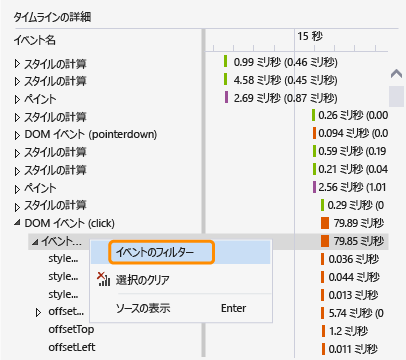 タイムラインの詳細
イベント名
15 秒
スタイルの計算 0.99 ミリ秒 (0.46 ミリ秒)
スタイルの計算 4.58 ミリ秒 (0.45 ミリ秒)
ペイント 2.69 ミリ秒 (0.87 ミリ秒)
スタイルの計算 0.26 ミリ秒 (0.00
DOM イベント (pointerdown) 0.094 ミリ秒 (0.0
スタイルの計算 0.59 ミリ秒 (0.19
スタイルの計算 0.21 ミリ秒 (0.04
ペイント 2.56 ミリ秒 (1.01
スタイルの計算 0.29 ミリ秒 (0
DOM イベント (click) 79.89 ミリ秒
イベント... 79.85 ミリ秒
イベントのフィルター
style... 0.036 ミリ秒
選択のクリア
style... 0.044 ミリ秒
style... 0.013 ミリ秒
ソースの表示 Enter
offset... 5.74 ミリ秒 (0
offsetTop 1.2 ミリ秒
offsetLeft 0.011 ミリ秒